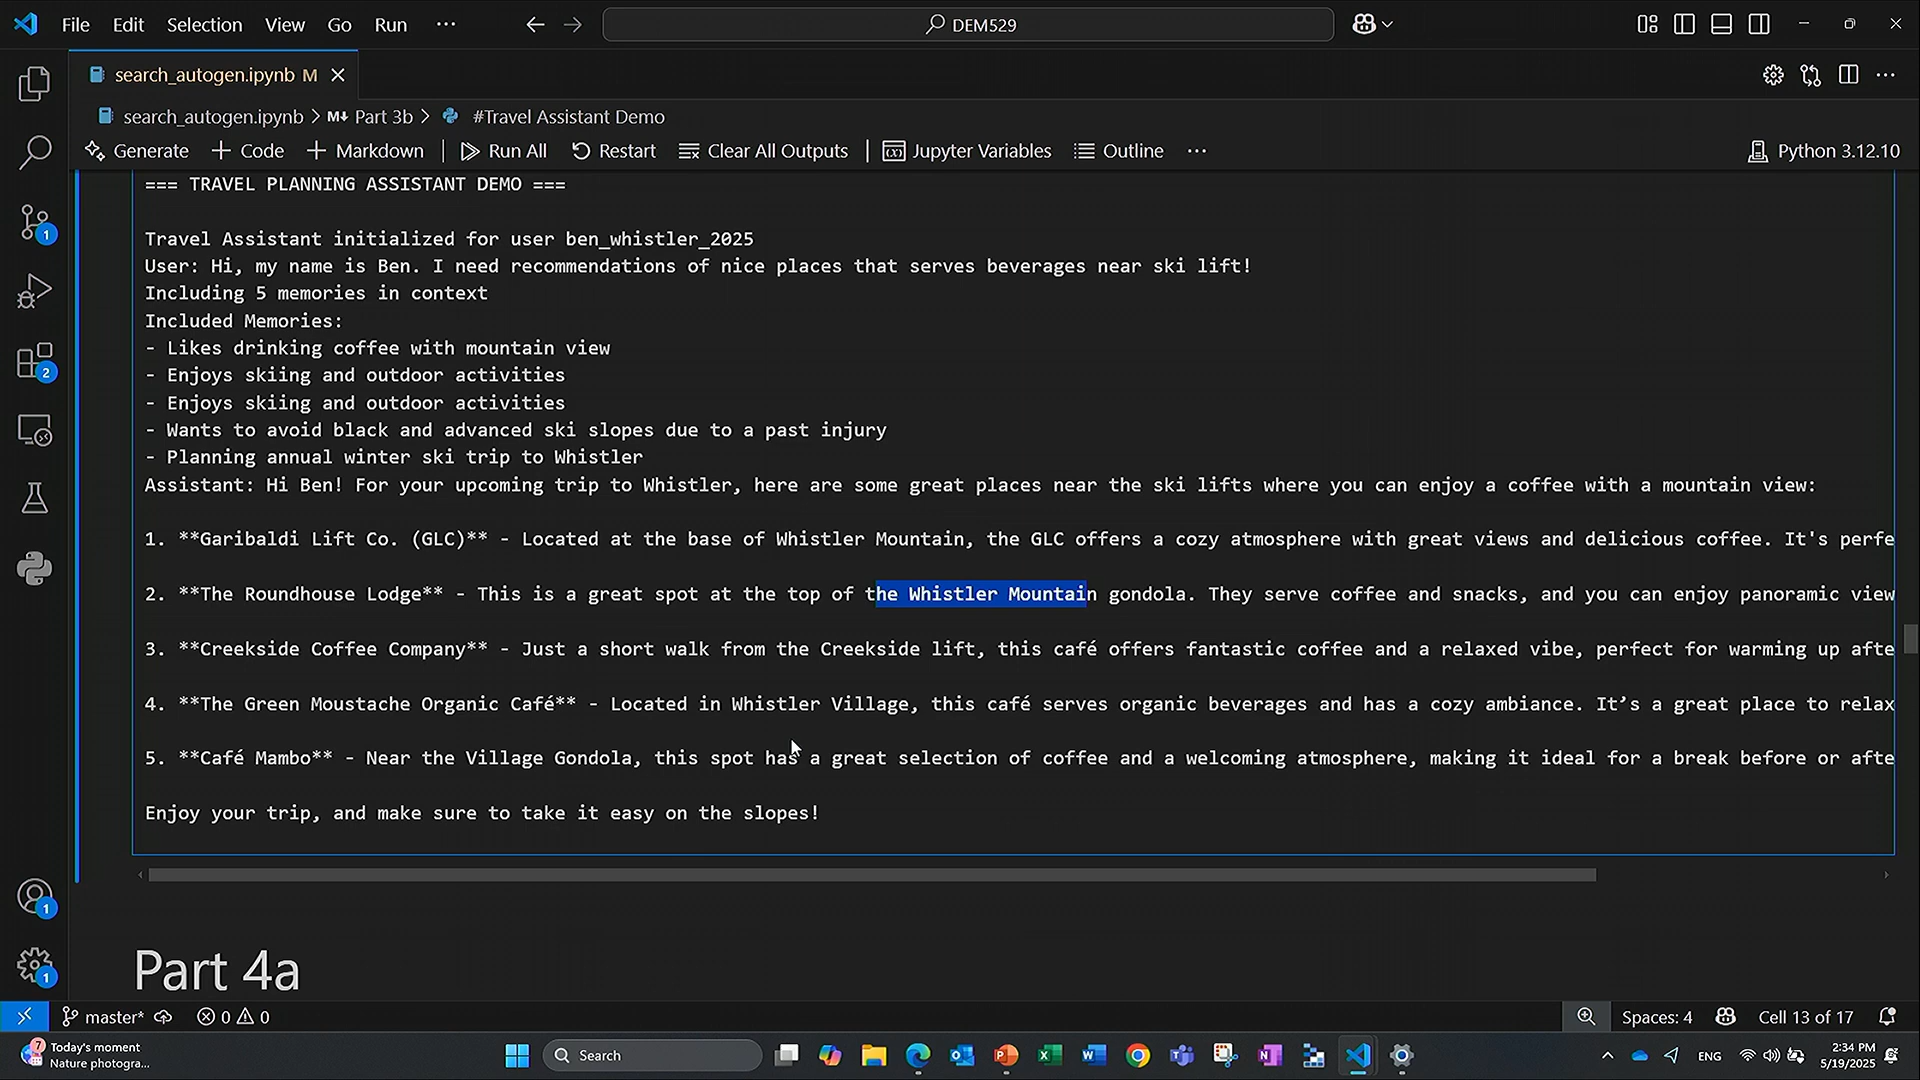 File Edit Selection View Go Run ···
DEM529
search_autogen.ipynb M
search_autogen.ipynb > M↓ Part 3b > #Travel Assistant Demo
Generate + Code + Markdown Run All Restart Clear All Outputs Jupyter Variables Outline ··· Python 3.12.10
=== TRAVEL PLANNING ASSISTANT DEMO ===
Travel Assistant initialized for user ben_whistler_2025
User: Hi, my name is Ben. I need recommendations of nice places that serves beverages near ski lift!
Including 5 memories in context
Included Memories:
- Likes drinking coffee with mountain view
- Enjoys skiing and outdoor activities
- Enjoys skiing and outdoor activities
- Wants to avoid black and advanced ski slopes due to a past injury
- Planning annual winter ski trip to Whistler
Assistant: Hi Ben! For your upcoming trip to Whistler, here are some great places near the ski lifts where you can enjoy a coffee with a mountain view:
1. **Garibaldi Lift Co. (GLC)** - Located at the base of Whistler Mountain, the GLC offers a cozy atmosphere with great views and delicious coffee. It's perfe
2. **The Roundhouse Lodge** - This is a great spot at the top of the Whistler Mountain gondola. They serve coffee and snacks, and you can enjoy panoramic view
3. **Creekside Coffee Company** - Just a short walk from the Creekside lift, this café offers fantastic coffee and a relaxed vibe, perfect for warming up afte
4. **The Green Moustache Organic Café** - Located in Whistler Village, this café serves organic beverages and has a cozy ambiance. It’s a great place to relax
5. **Café Mambo** - Near the Village Gondola, this spot has a great selection of coffee and a welcoming atmosphere, making it ideal for a break before or afte
Enjoy your trip, and make sure to take it easy on the slopes!
Part 4a
1
2
1
1
master* 0 0 Spaces: 4 Cell 13 of 17
7 Today's moment
Nature photogra...
Search
ENG
2:34 PM
5/19/2025